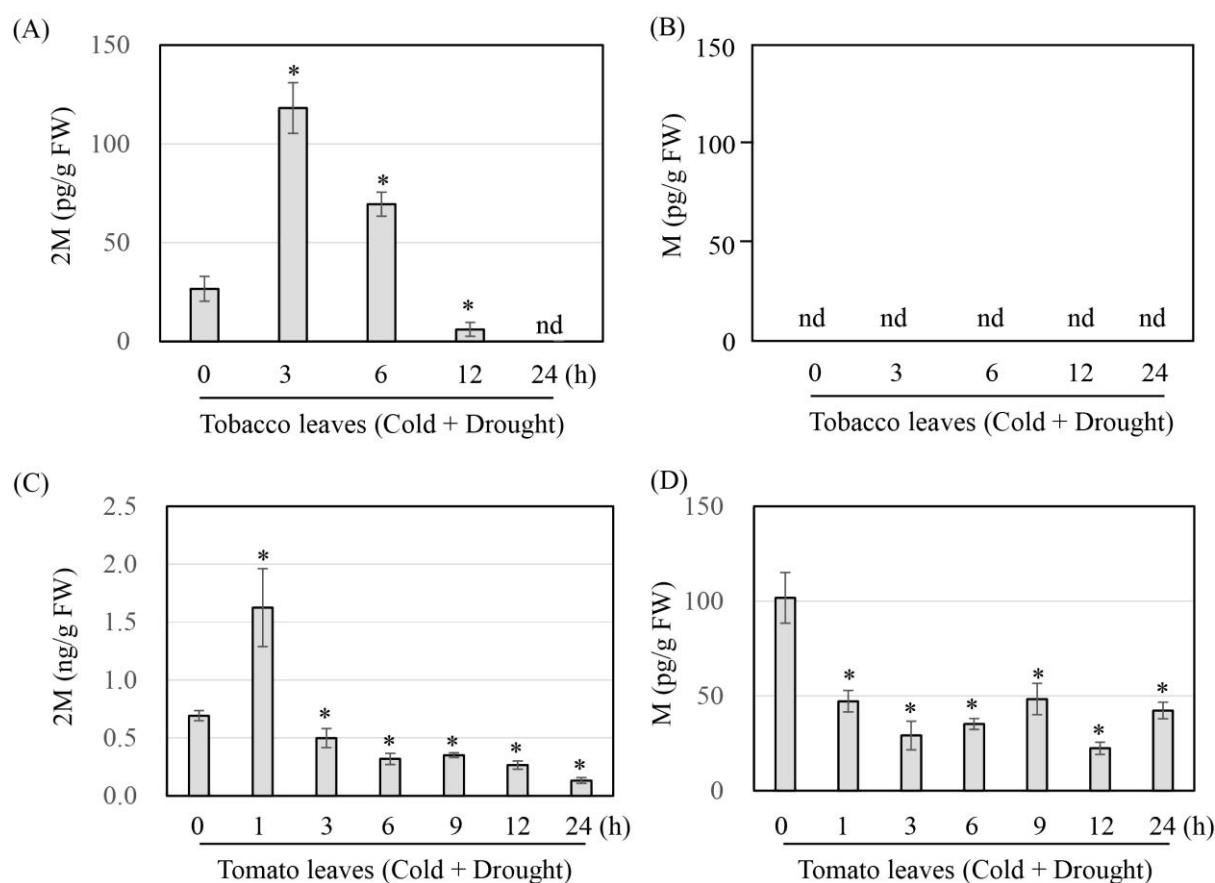 (A)
150
100
50
0
2M (pg/g FW)
*
*
*
nd
0 3 6 12 24 (h)
Tobacco leaves (Cold + Drought)
(B)
150
100
50
0
M (pg/g FW)
nd nd nd nd nd
0 3 6 12 24
Tobacco leaves (Cold + Drought)
(C)
2.5
2.0
1.5
1.0
0.5
0.0
2M (ng/g FW)
*
* * * * *
0 1 3 6 9 12 24 (h)
Tomato leaves (Cold + Drought)
(D)
150
100
50
0
M (pg/g FW)
* * * * * *
0 1 3 6 9 12 24 (h)
Tomato leaves (Cold + Drought)